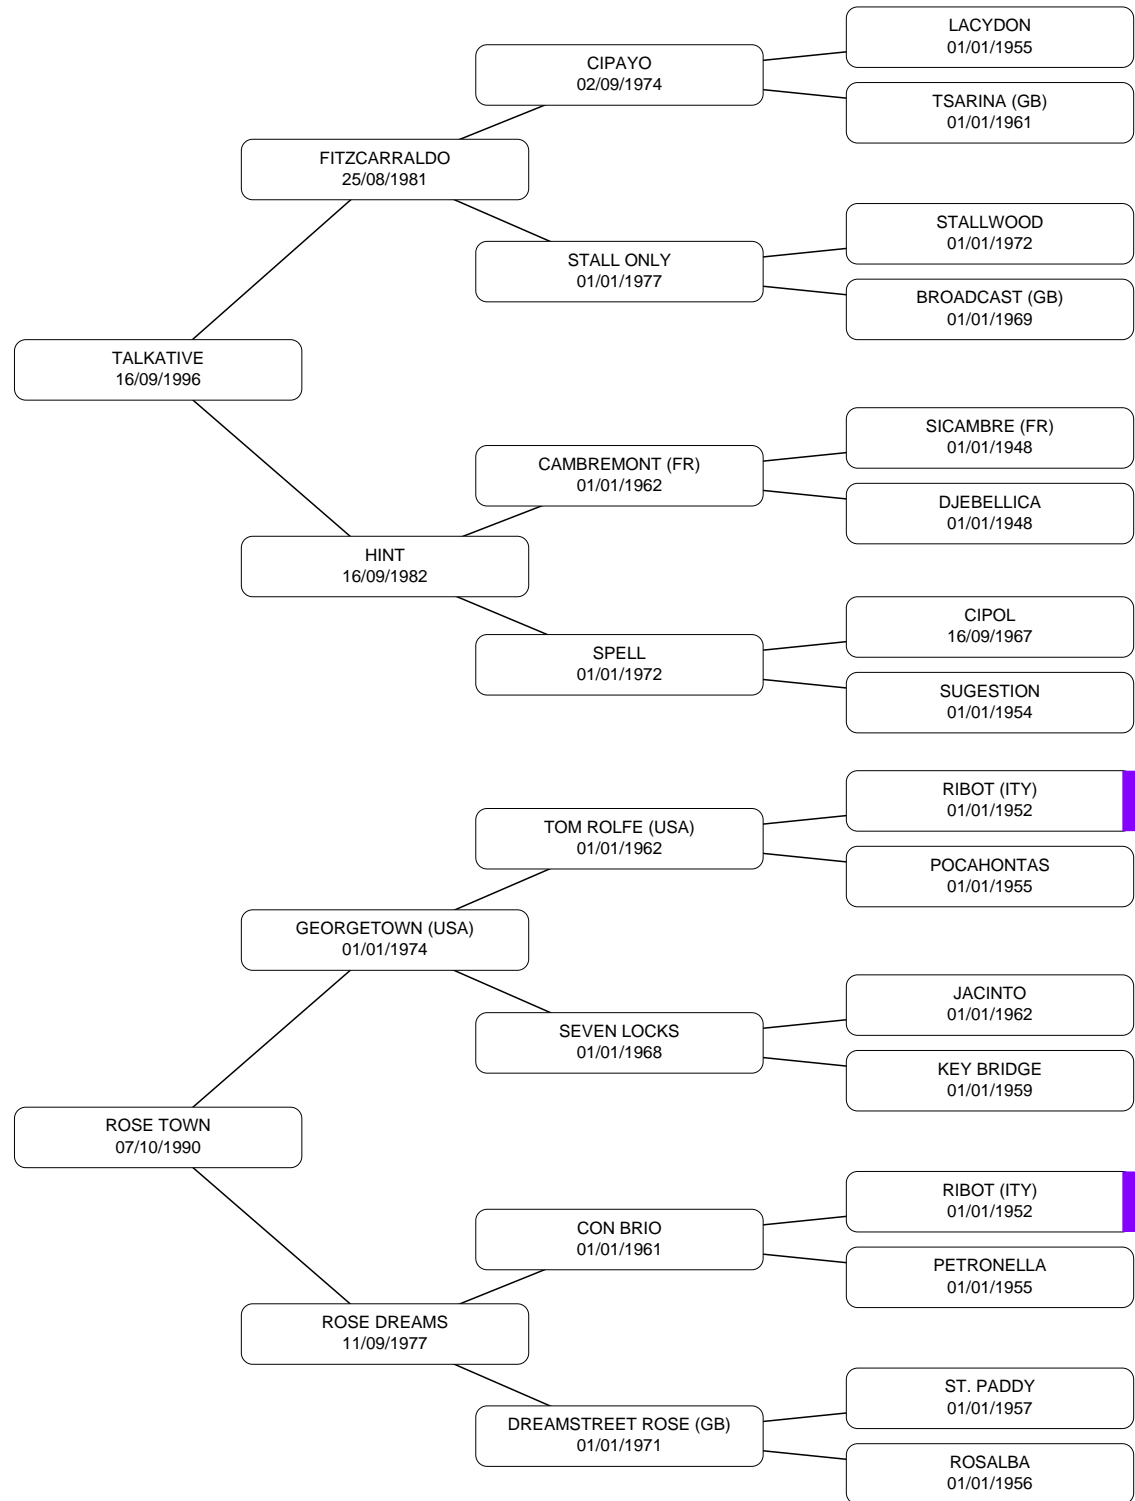 LACYDON
01/01/1955
CIPAYO
02/09/1974
TSARINA (GB)
01/01/1961
FITZCARRALDO
25/08/1981
STALLWOOD
01/01/1972
STALL ONLY
01/01/1977
BROADCAST (GB)
01/01/1969
TALKATIVE
16/09/1996
SICAMBRE (FR)
01/01/1948
CAMBREMONT (FR)
01/01/1962
DJEBELLICA
01/01/1948
HINT
16/09/1982
CIPOL
16/09/1967
SPELL
01/01/1972
SUGESTION
01/01/1954
RIBOT (ITY)
01/01/1952
TOM ROLFE (USA)
01/01/1962
POCAHONTAS
01/01/1955
GEORGETOWN (USA)
01/01/1974
JACINTO
01/01/1962
SEVEN LOCKS
01/01/1968
KEY BRIDGE
01/01/1959
ROSE TOWN
07/10/1990
RIBOT (ITY)
01/01/1952
CON BRIO
01/01/1961
PETRONELLA
01/01/1955
ROSE DREAMS
11/09/1977
ST. PADDY
01/01/1957
DREAMSTREET ROSE (GB)
01/01/1971
ROSALBA
01/01/1956